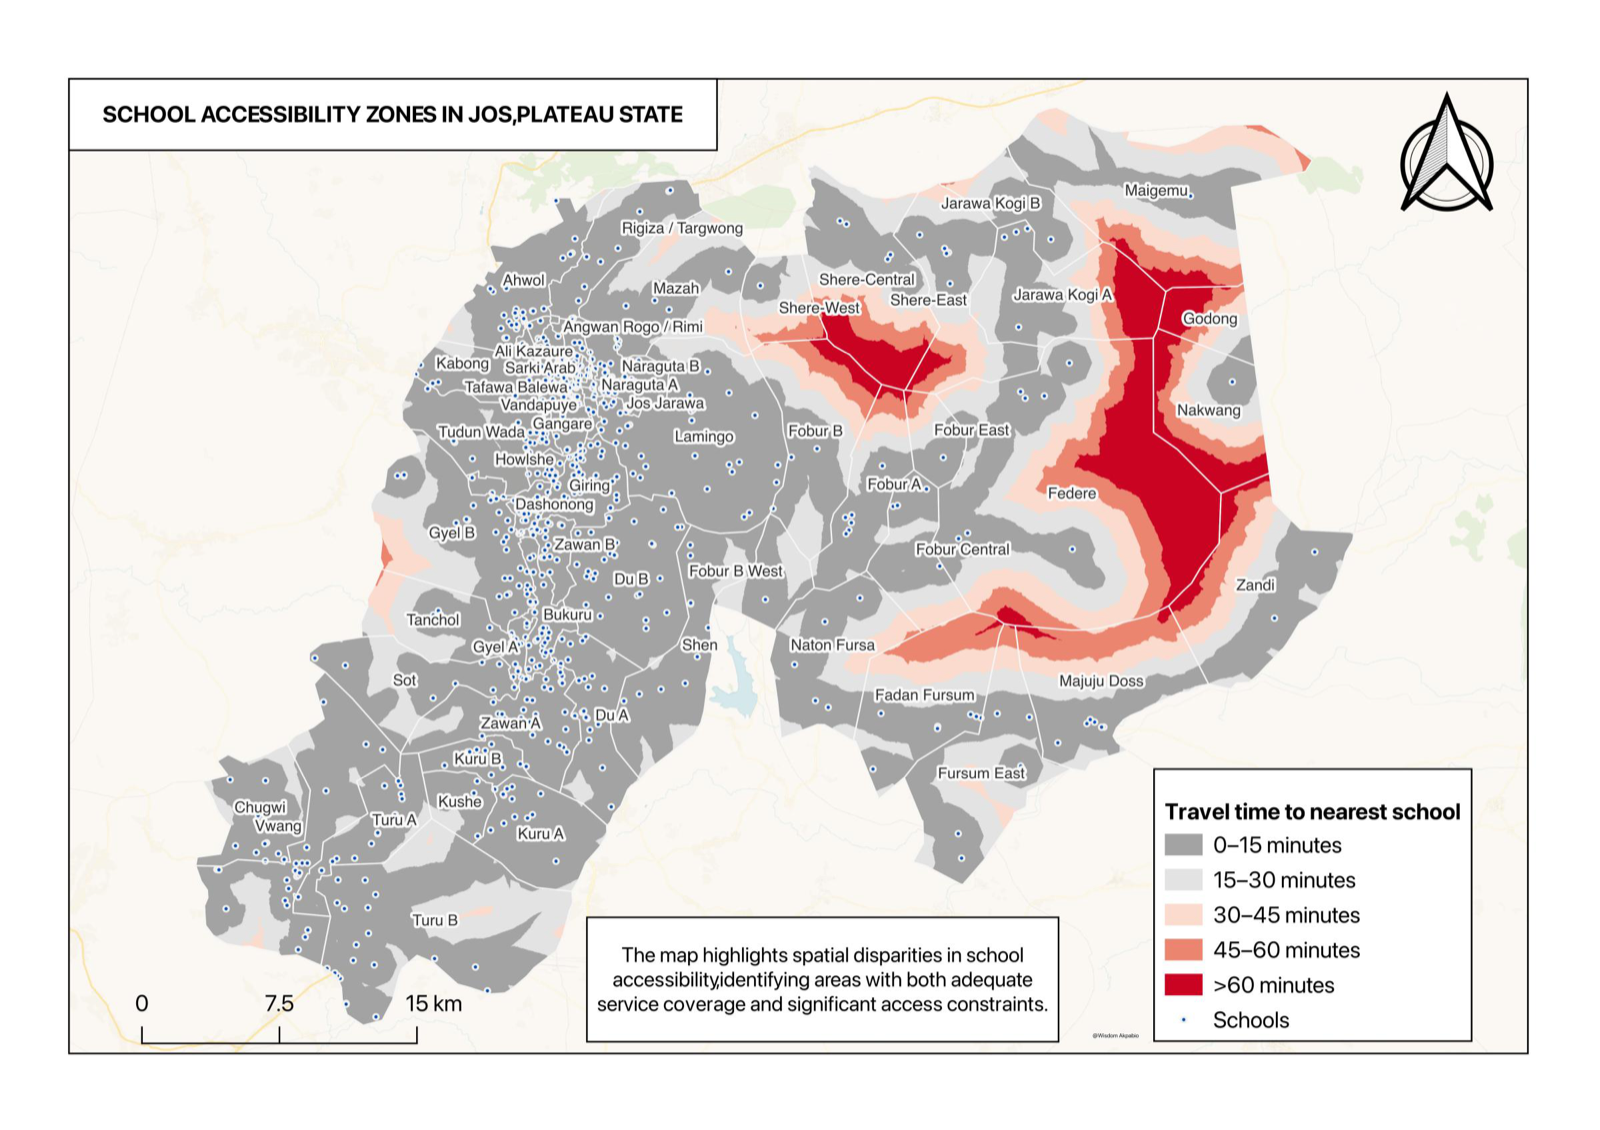 SCHOOL ACCESSIBILITY ZONES IN JOS,PLATEAU STATE
Maigemu
Jarawa Kogi B
Rigiza / Targwong
Ahwol
Shere-Central
Mazah
Jarawa Kogi A
Shere-East
Shere-West
Godong
Angwan Rogo / Rimi
Ali Kazaure
Kabong
Sarki Arab
Naraguta B
Tafawa Balewa
Naraguta A
Vandapuye
Jos Jarawa
Nakwang
Gangare
Tudun Wada
Lamingo
Fobur B
Fobur East
Howlshe
Giring
Fobur A
Federe
Dashonong
Gyel B
Zawan B
Fobur Central
Du B
Fobur B West
Zandi
Bukuru
Tanchol
Gyel A
Shen
Naton Fursa
Sot
Majuju Doss
Fadan Fursum
Du A
Zawan A
Kuru B
Fursum East
Kushe
Chugwi
Vwang
Turu A
Kuru A
Turu B
0 7.5 15 km
The map highlights spatial disparities in school
accessibility,identifying areas with both adequate
service coverage and significant access constraints.
@Wisdom Akpabio
Travel time to nearest school
0–15 minutes
15–30 minutes
30–45 minutes
45–60 minutes
>60 minutes
Schools